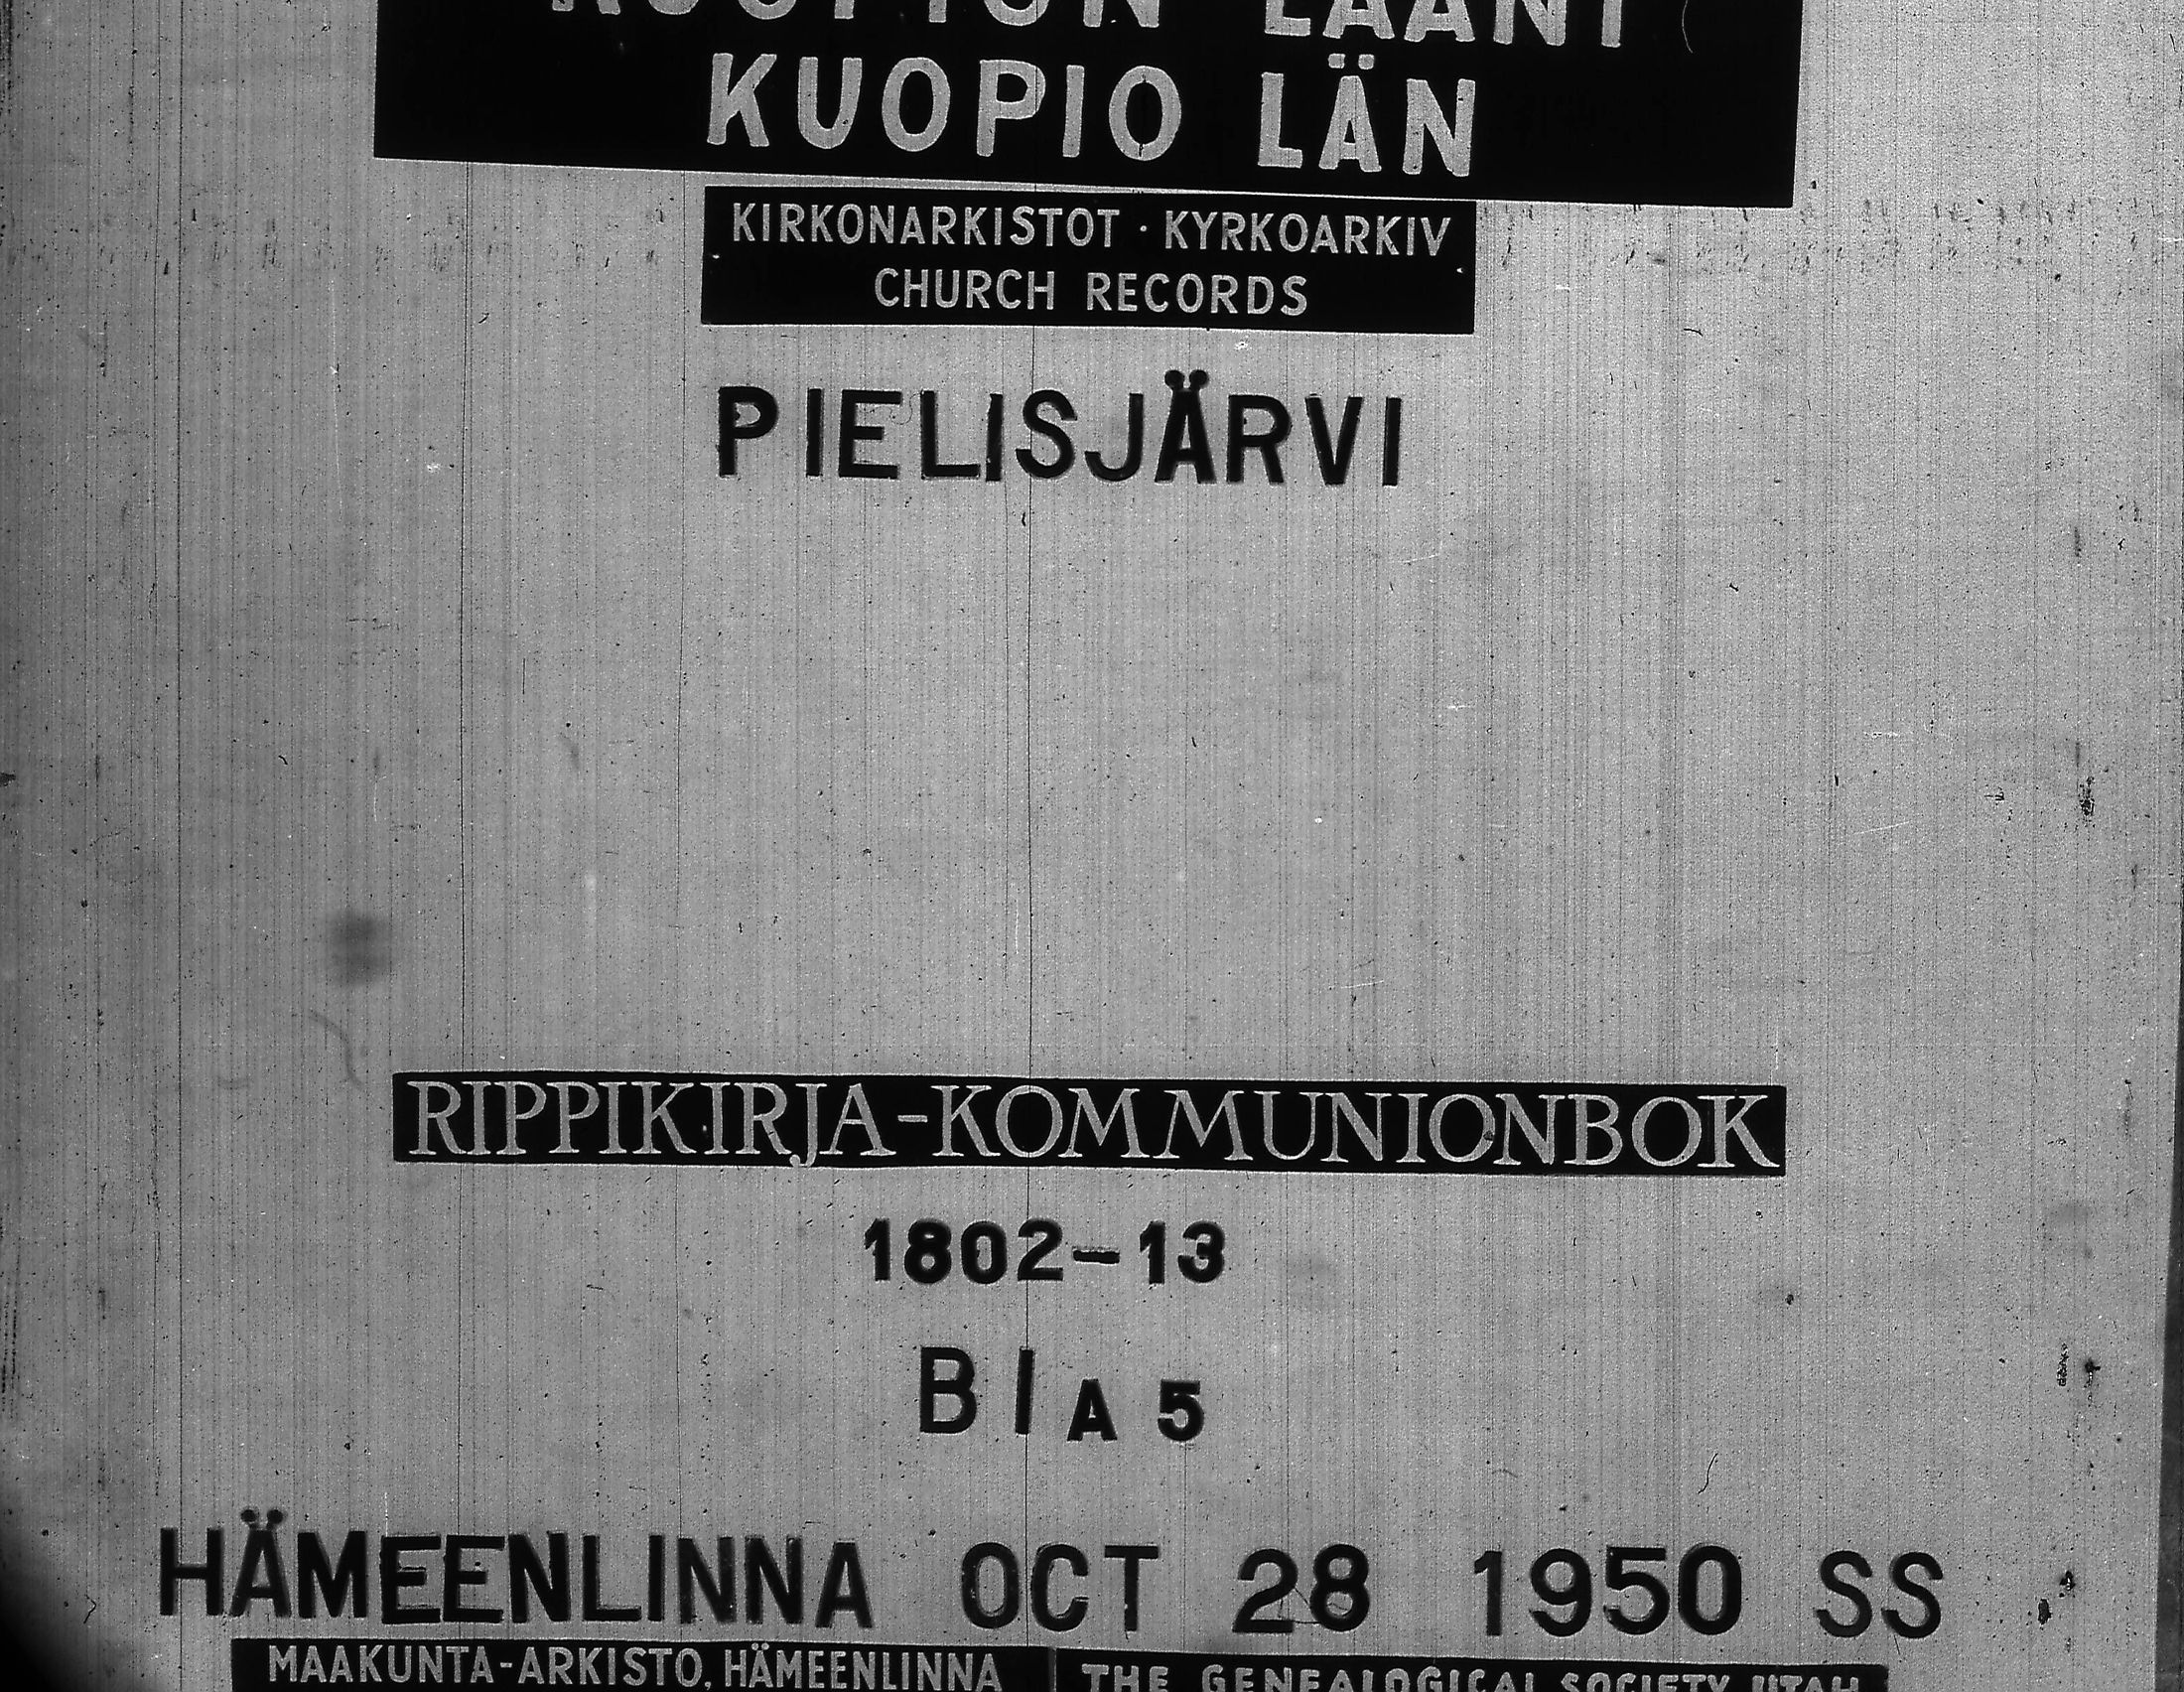 KUOPION LÄÄNI
KUOPIO LÄN
KIRKONARKISTOT · KYRKOARKIV
CHURCH RECORDS
PIELISJÄRVI
RIPPIKIRJA-KOMMUNIONBOK
1802-13
BI A 5
HÄMEENLINNA OCT 28 1950 SS
MAAKUNTA-ARKISTO, HÄMEENLINNA
THE GENEALOGICAL SOCIETY UTAH